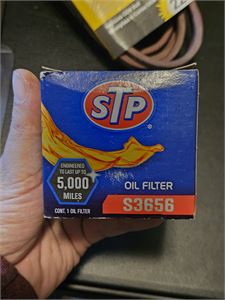 STP
®
ENGINEERED
TO LAST UP TO
5,000
MILES
CONT. 1 OIL FILTER
OIL FILTER
S3656